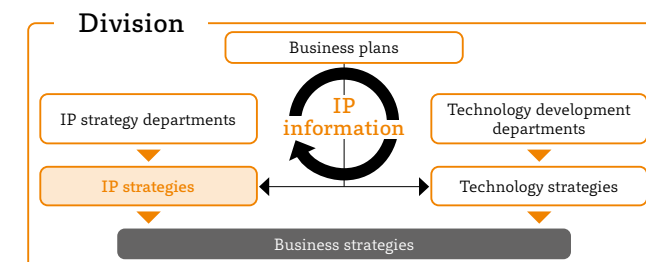 Division
Business plans
IP strategy departments
IP
information
Technology development
departments
IP strategies
Technology strategies
Business strategies